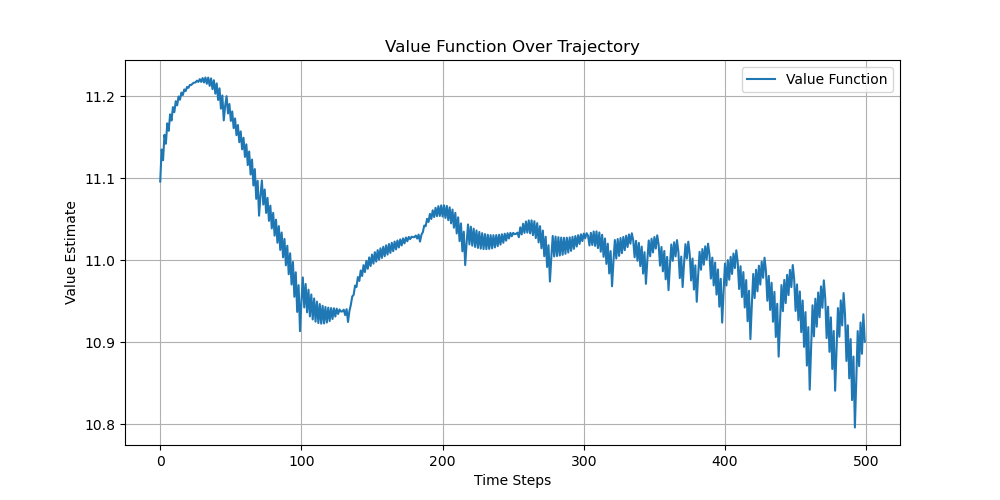 Value Function Over Trajectory
Value Function
Value Estimate
11.2
11.1
11.0
10.9
10.8
0 100 200 300 400 500
Time Steps